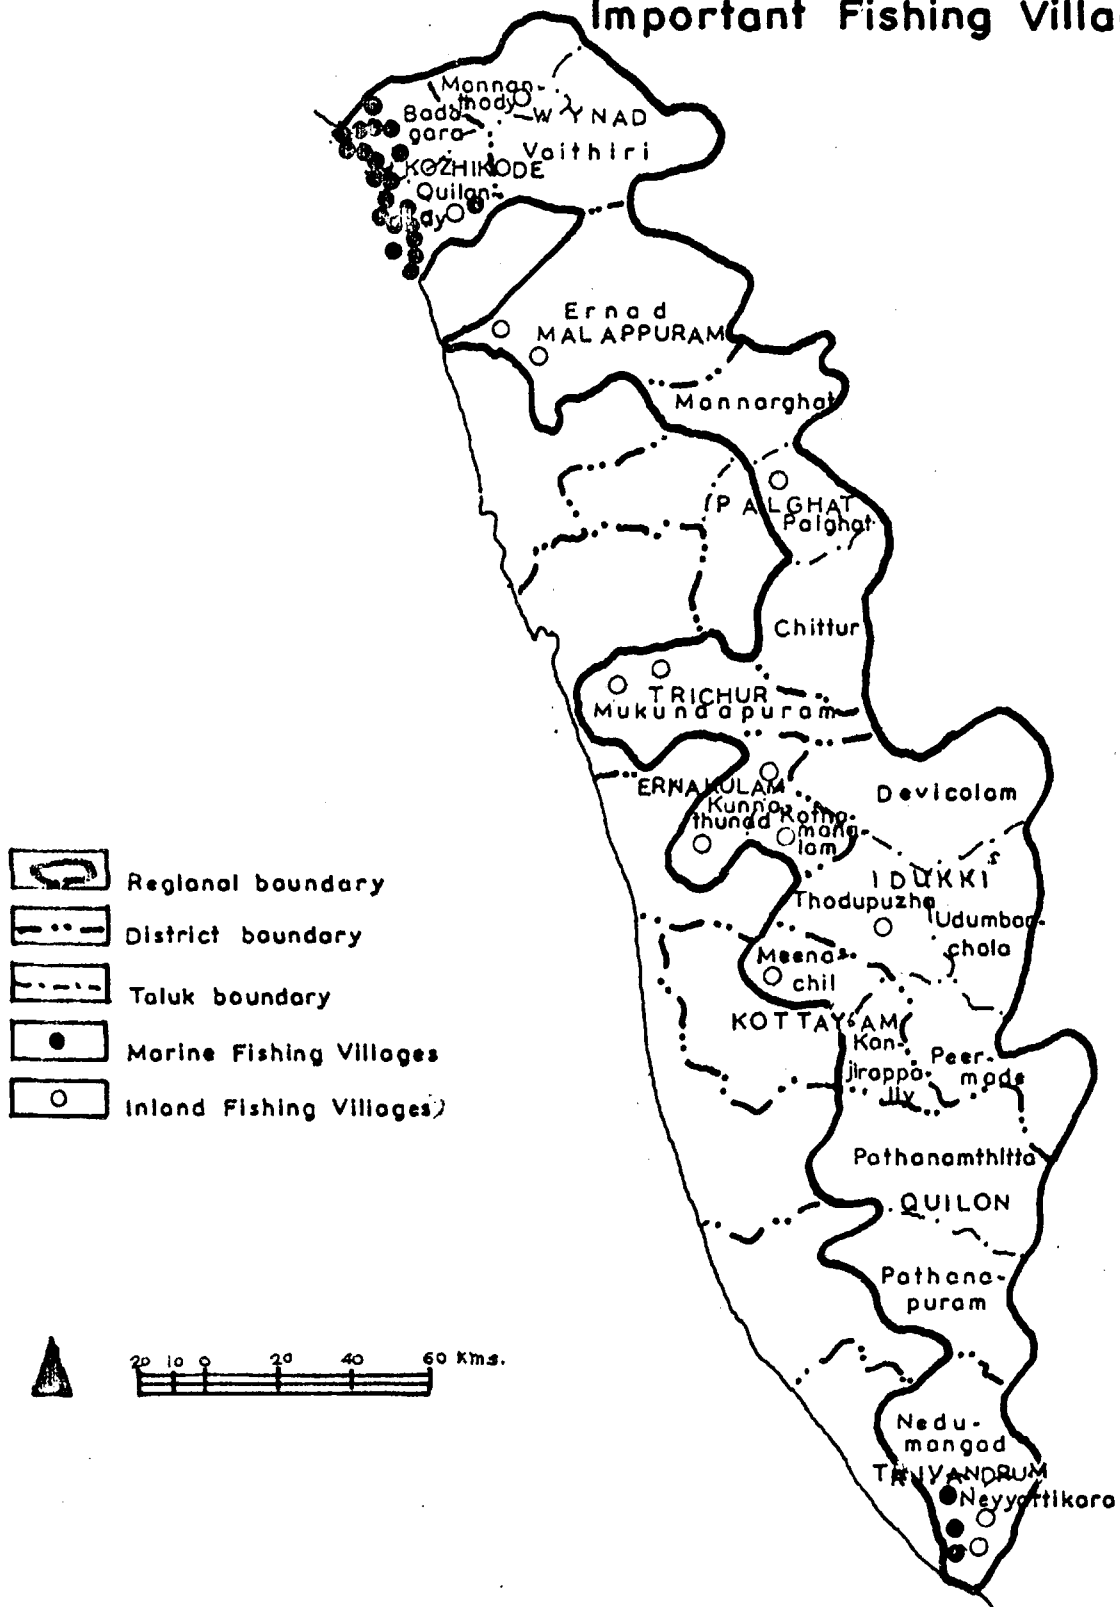 Important Fishing Villa
Mannan-
thody
Bada
gara
WYNAD
Vaithiri
KOZHIKODE
Quilan-
dy
Ernad
MALAPPURAM
Mannarghat
PALGHAT
Palghat
Chittur
TRICHUR
Mukundapuram
ERNAKULAM
Kunna-
thunad
Kotha-
manga-
lam
Devicolam
IDUKKI
Thodupuzha
Udumban-
chola
Meena-
chil
KOTTAYAM
Kan-
jirappa-
lly
Peer-
made
Pathanamthitta
QUILON
Pathana-
puram
Nedu-
mangad
TRIVANDRUM
Neyyattikara
Regional boundary
District boundary
Taluk boundary
Marine Fishing Villages
Inland Fishing Villages
20 10 0 20 40 60 Kms.